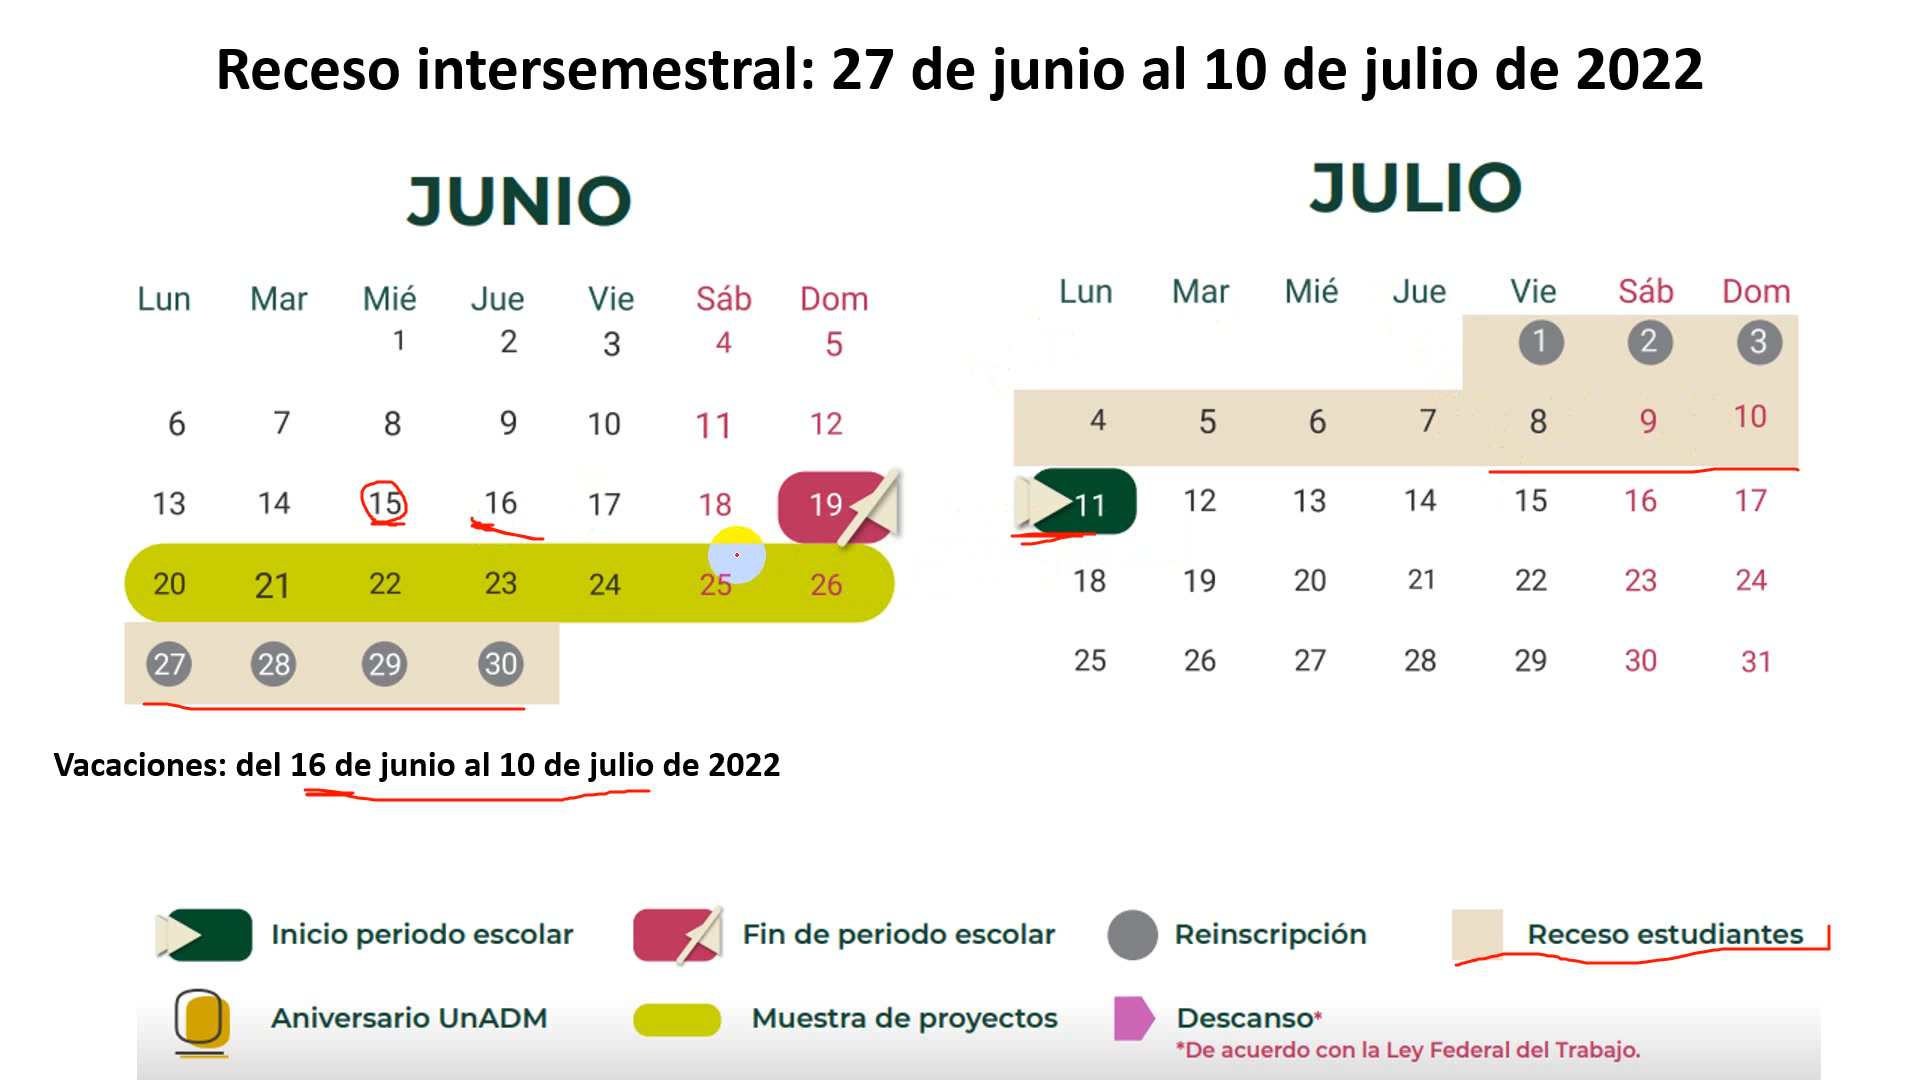 Receso intersemestral: 27 de junio al 10 de julio de 2022
JUNIO
Lun Mar Mié Jue Vie Sáb Dom
1 2 3 4 5
6 7 8 9 10 11 12
13 14 15 16 17 18 19
20 21 22 23 24 25 26
27 28 29 30
JULIO
Lun Mar Mié Jue Vie Sáb Dom
1 2 3
4 5 6 7 8 9 10
11 12 13 14 15 16 17
18 19 20 21 22 23 24
25 26 27 28 29 30 31
Vacaciones: del 16 de junio al 10 de julio de 2022
Inicio periodo escolar
Fin de periodo escolar
Reinscripción
Receso estudiantes
Aniversario UnADM
Muestra de proyectos
Descanso*
*De acuerdo con la Ley Federal del Trabajo.